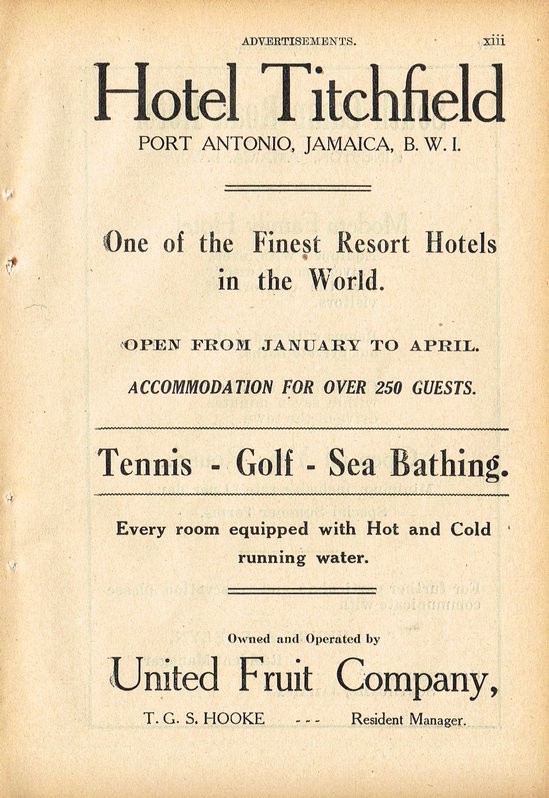 ADVERTISEMENTS. xiii
Hotel Titchfield
PORT ANTONIO, JAMAICA, B. W. I.
One of the Finest Resort Hotels
in the World.
OPEN FROM JANUARY TO APRIL.
ACCOMMODATION FOR OVER 250 GUESTS.
Tennis - Golf - Sea Bathing.
Every room equipped with Hot and Cold
running water.
Owned and Operated by
United Fruit Company,
T. G. S. HOOKE - - - Resident Manager.